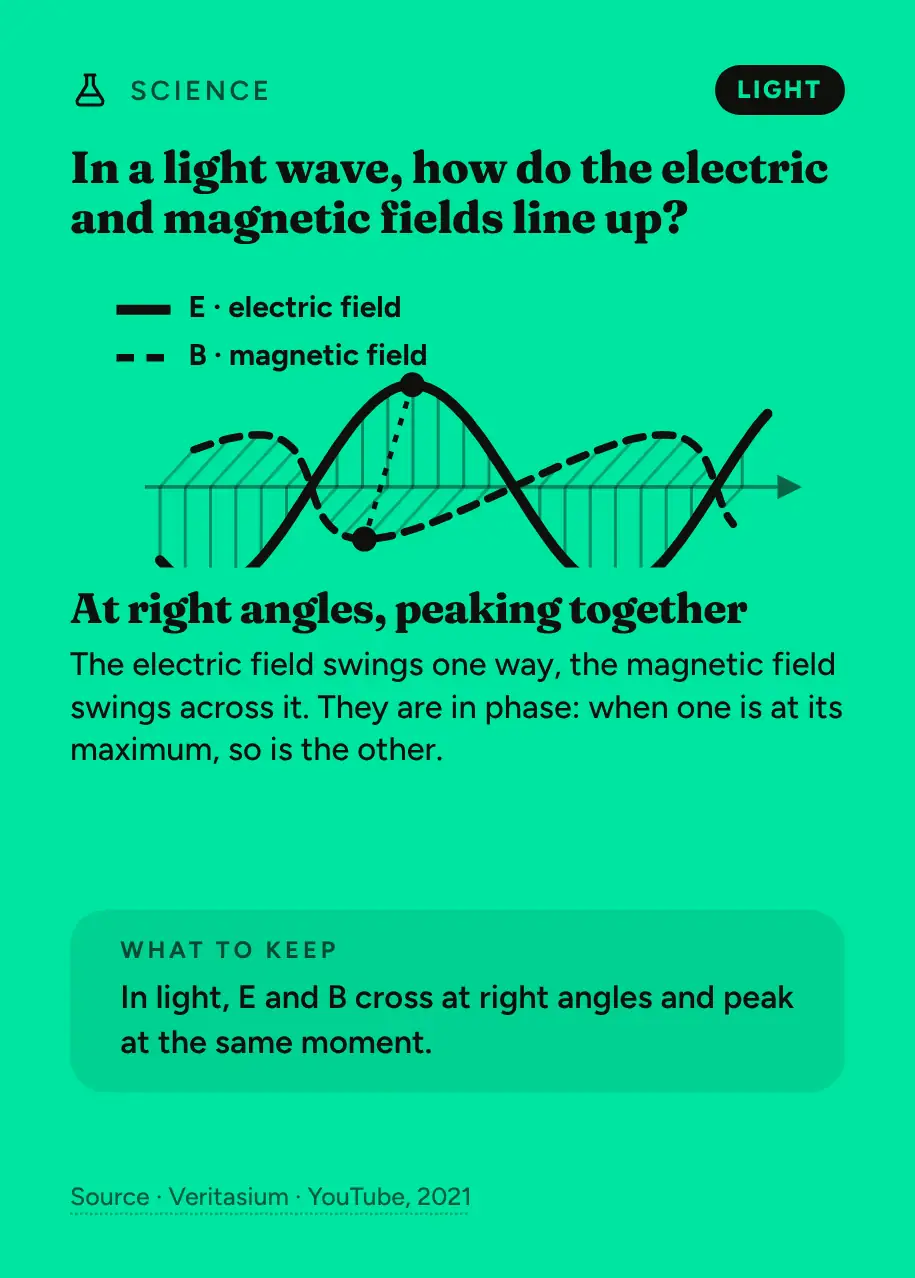 SCIENCE
LIGHT
In a light wave, how do the electric
and magnetic fields line up?
E · electric field
B · magnetic field
At right angles, peaking together
The electric field swings one way, the magnetic field
swings across it. They are in phase: when one is at its
maximum, so is the other.
WHAT TO KEEP
In light, E and B cross at right angles and peak
at the same moment.
Source · Veritasium · YouTube, 2021